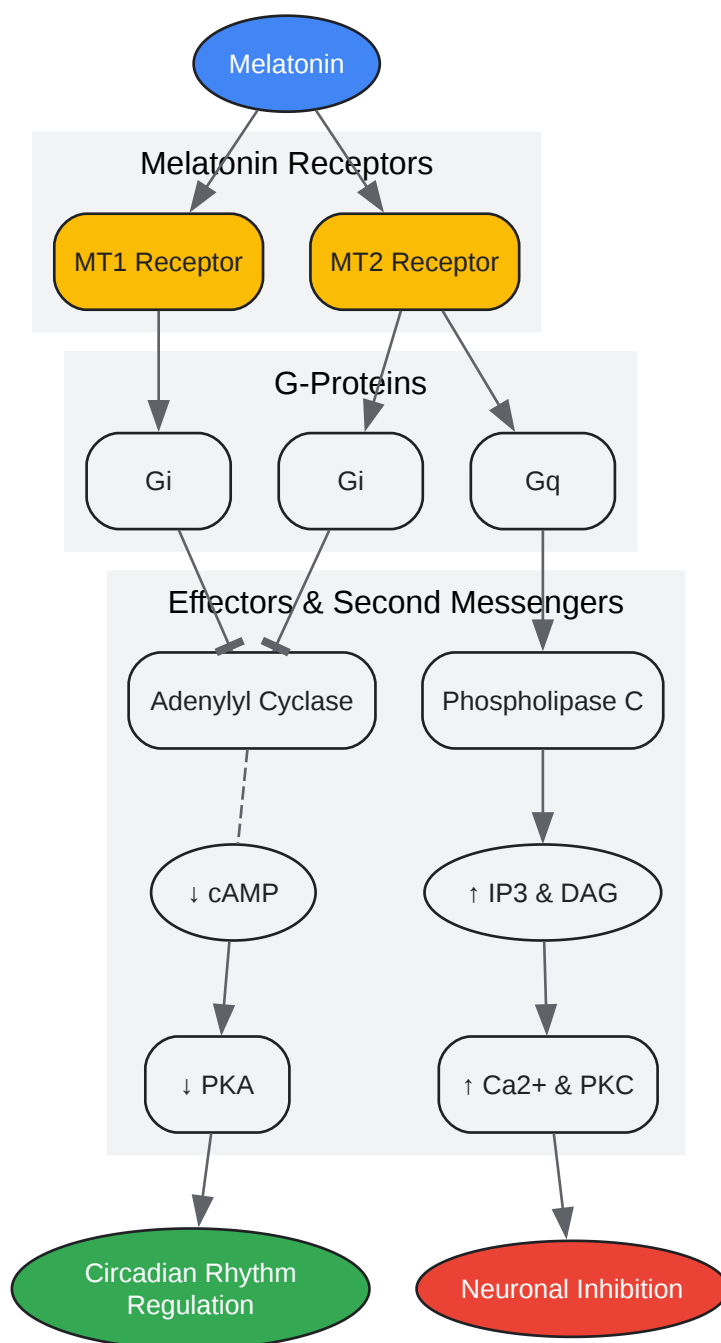 Melatonin
Melatonin Receptors
MT1 Receptor
MT2 Receptor
G-Proteins
Gi
Gi
Gq
Effectors & Second Messengers
Adenylyl Cyclase
Phospholipase C
↓ cAMP
↑ IP3 & DAG
↓ PKA
↑ Ca2+ & PKC
Circadian Rhythm
Regulation
Neuronal Inhibition